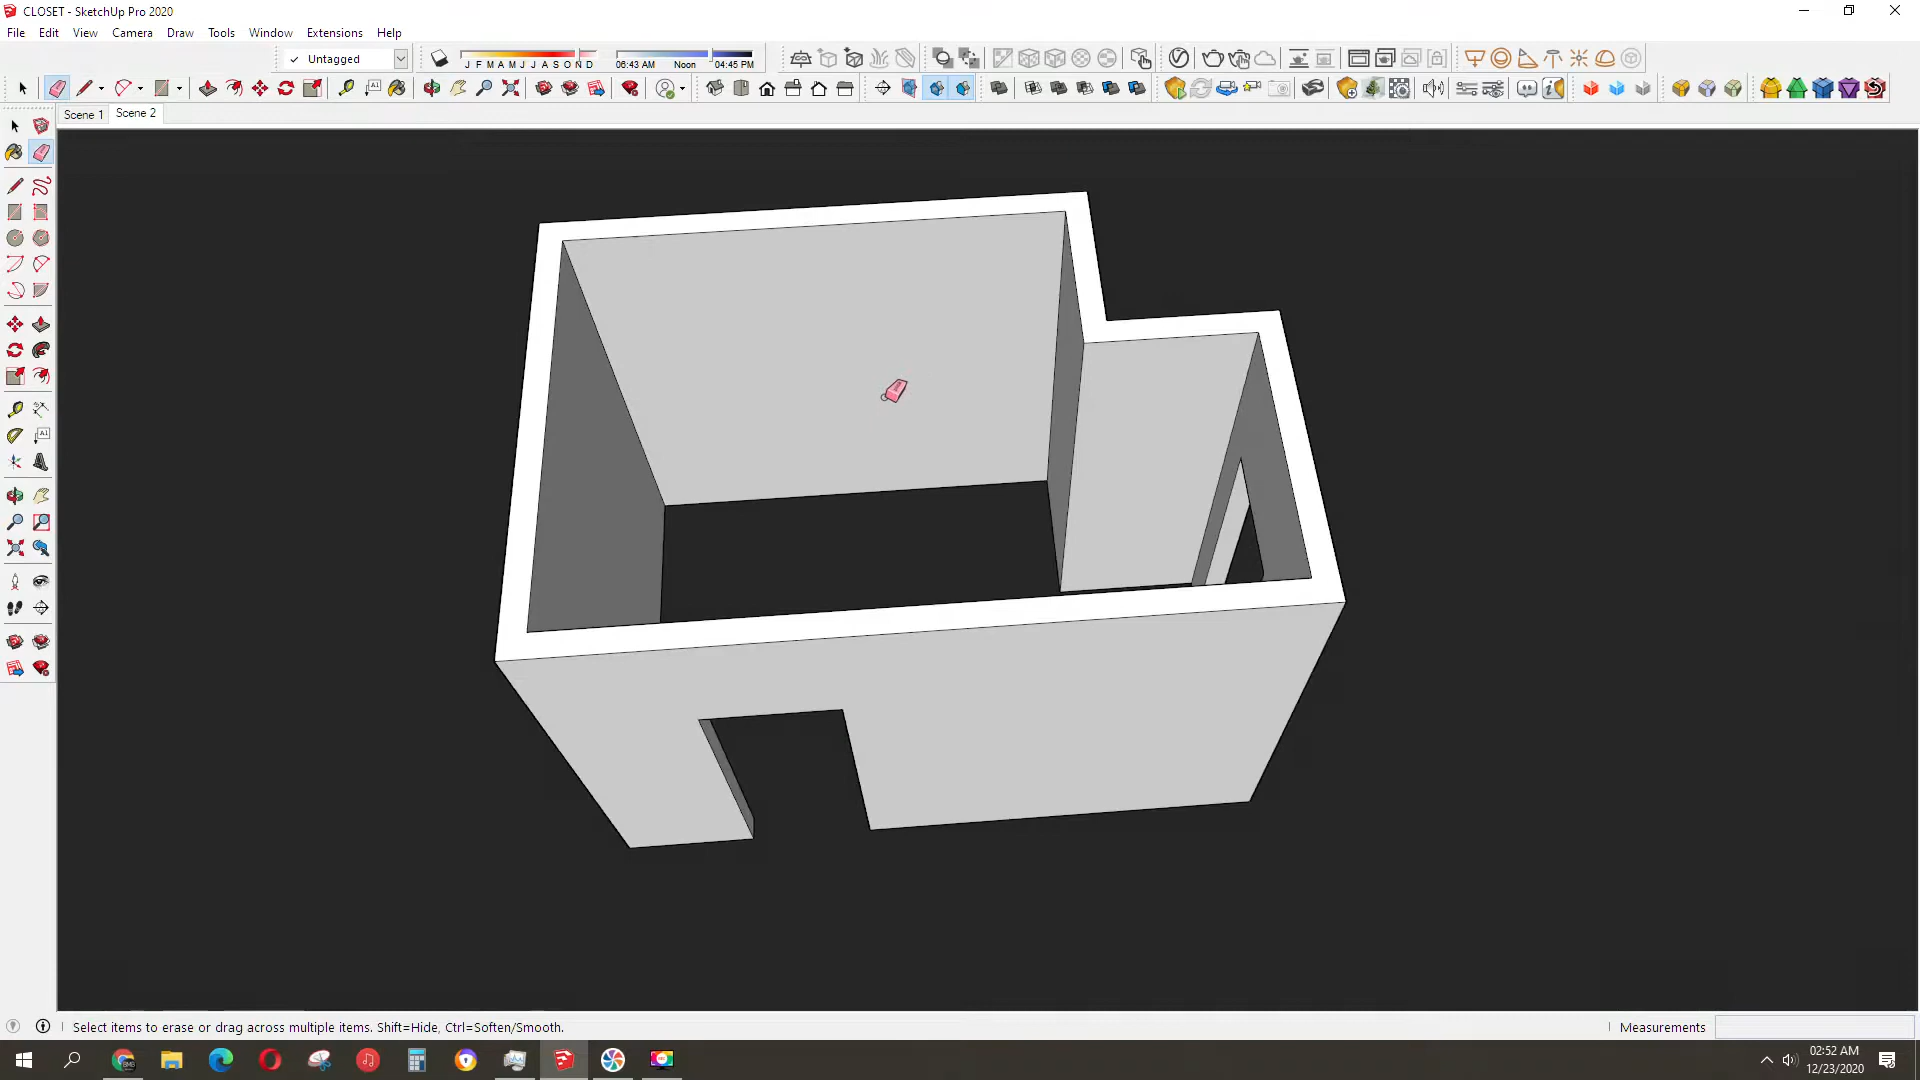 CLOSET - SketchUp Pro 2020
File Edit View Camera Draw Tools Window Extensions Help
Untagged
J F M A M J J A S O N D 06:43 AM Noon 04:45 PM
Scene 1 Scene 2
Select items to erase or drag across multiple items. Shift=Hide, Ctrl=Soften/Smooth.
Measurements
02:52 AM
12/23/2020